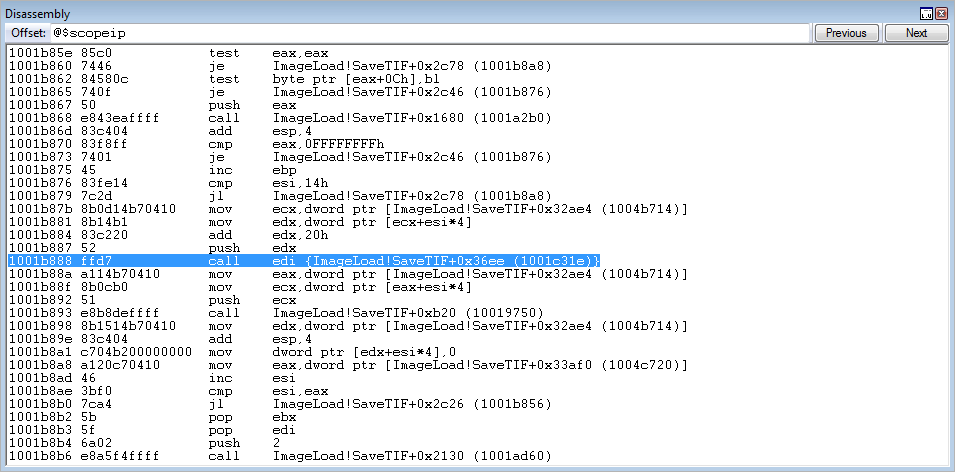 Disassembly
Offset: @$scopeip Previous Next
1001b85e 85c0 test eax,eax
1001b860 7446 je ImageLoad!SaveTIF+0x2c78 (1001b8a8)
1001b862 84580c test byte ptr [eax+0Ch],bl
1001b865 740f je ImageLoad!SaveTIF+0x2c46 (1001b876)
1001b867 50 push eax
1001b868 e843eaffff call ImageLoad!SaveTIF+0x1680 (1001a2b0)
1001b86d 83c404 add esp,4
1001b870 83f8ff cmp eax,0FFFFFFFFh
1001b873 7401 je ImageLoad!SaveTIF+0x2c46 (1001b876)
1001b875 45 inc ebp
1001b876 83fe14 cmp esi,14h
1001b879 7c2d jl ImageLoad!SaveTIF+0x2c78 (1001b8a8)
1001b87b 8b0d14b70410 mov ecx,dword ptr [ImageLoad!SaveTIF+0x32ae4 (1004b714)]
1001b881 8b14b1 mov edx,dword ptr [ecx+esi*4]
1001b884 83c220 add edx,20h
1001b887 52 push edx
1001b888 ffd7 call edi {ImageLoad!SaveTIF+0x36ee (1001c31e)}
1001b88a a114b70410 mov eax,dword ptr [ImageLoad!SaveTIF+0x32ae4 (1004b714)]
1001b88f 8b0cb0 mov ecx,dword ptr [eax+esi*4]
1001b892 51 push ecx
1001b893 e8b8deffff call ImageLoad!SaveTIF+0xb20 (10019750)
1001b898 8b1514b70410 mov edx,dword ptr [ImageLoad!SaveTIF+0x32ae4 (1004b714)]
1001b89e 83c404 add esp,4
1001b8a1 c704b200000000 mov dword ptr [edx+esi*4],0
1001b8a8 a120c70410 mov eax,dword ptr [ImageLoad!SaveTIF+0x33af0 (1004c720)]
1001b8ad 46 inc esi
1001b8ae 3bf0 cmp esi,eax
1001b8b0 7ca4 jl ImageLoad!SaveTIF+0x2c26 (1001b856)
1001b8b2 5b pop ebx
1001b8b3 5f pop edi
1001b8b4 6a02 push 2
1001b8b6 e8a5f4ffff call ImageLoad!SaveTIF+0x2130 (1001ad60)